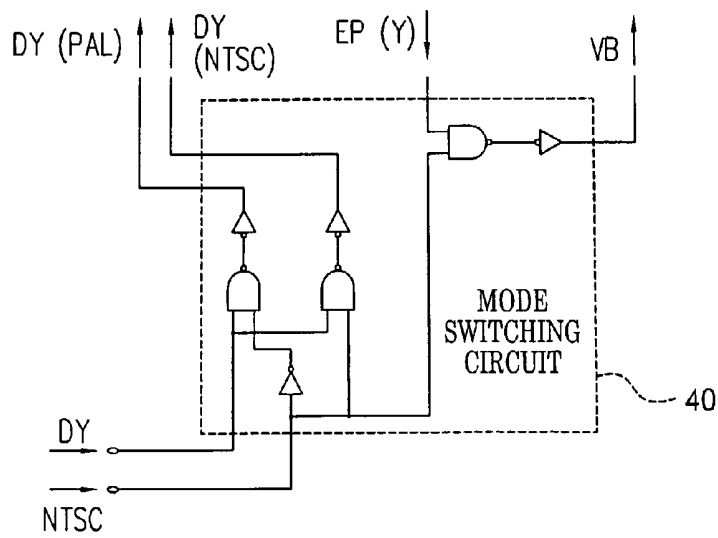 DY (PAL)
DY
(NTSC)
EP (Y)
VB
MODE
SWITCHING
CIRCUIT
40
DY
NTSC